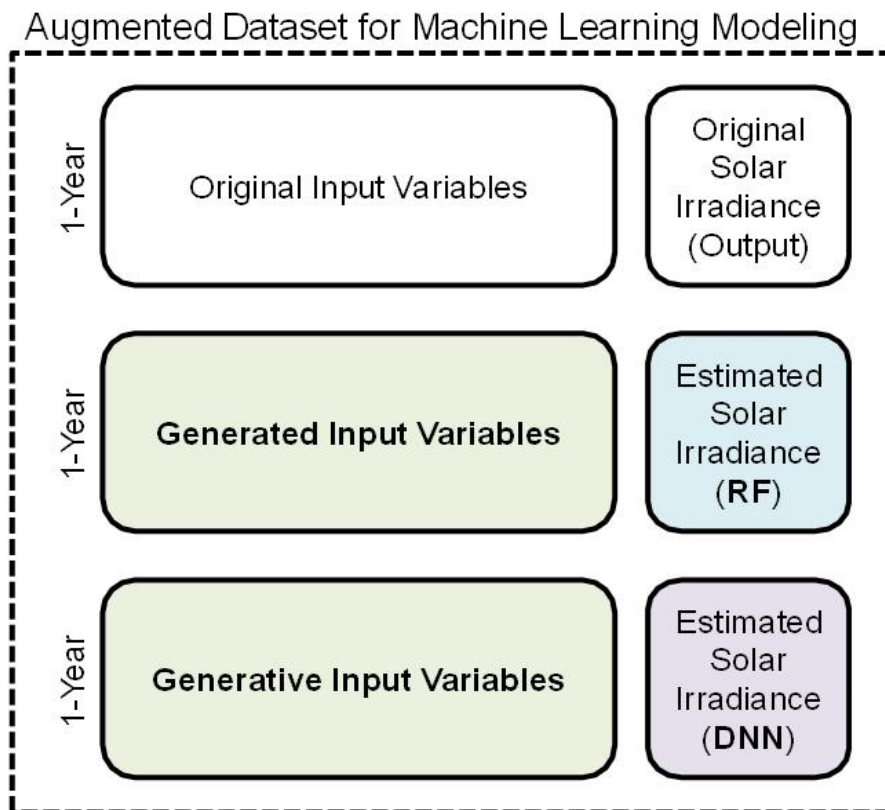 Augmented Dataset for Machine Learning Modeling
1-Year
Original Input Variables
Original
Solar
Irradiance
(Output)
1-Year
Generated Input Variables
Estimated
Solar
Irradiance
(RF)
1-Year
Generative Input Variables
Estimated
Solar
Irradiance
(DNN)